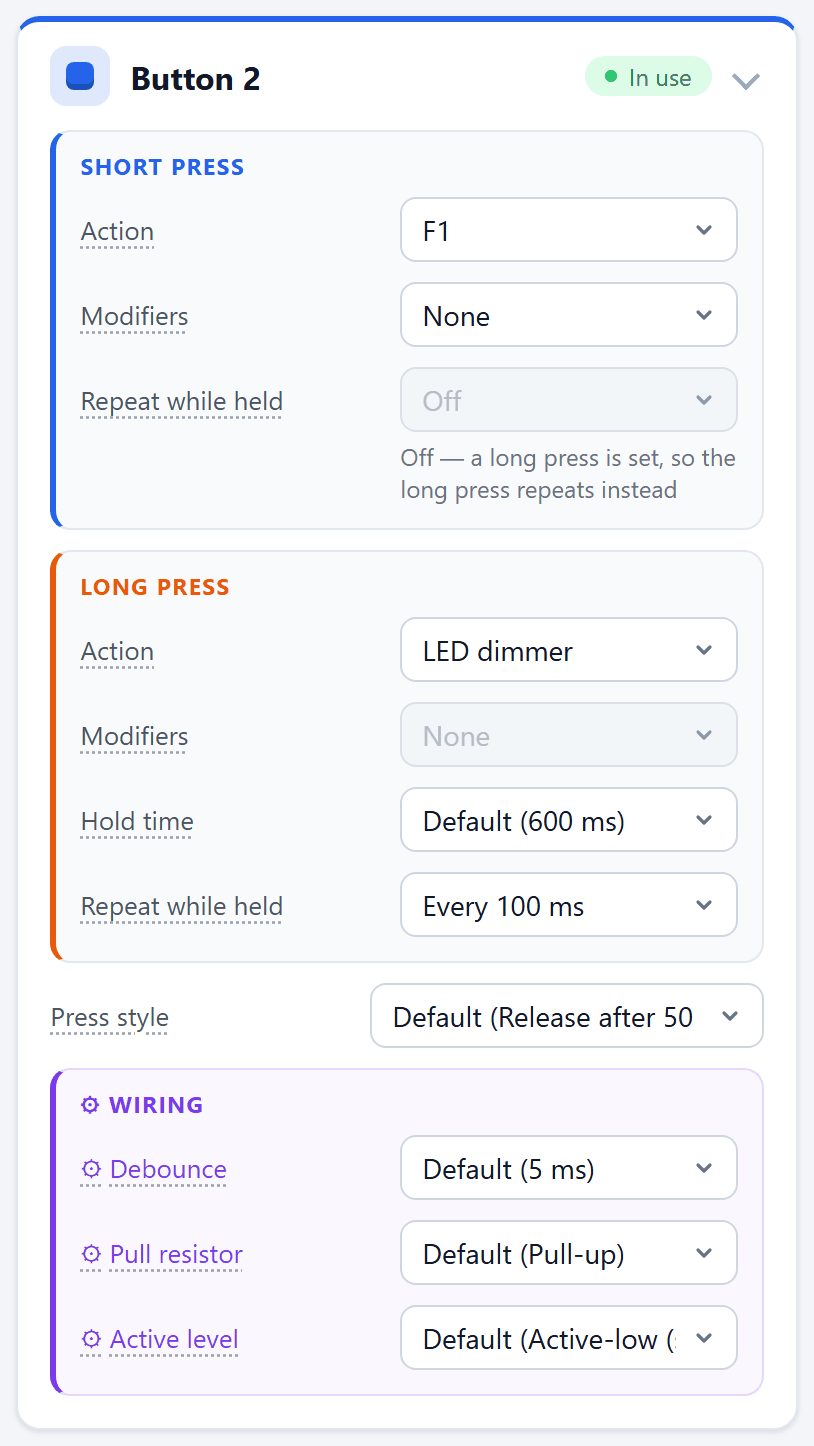 Button 2
In use
SHORT PRESS
Action
F1
Modifiers
None
Repeat while held
Off
Off — a long press is set, so the
long press repeats instead
LONG PRESS
Action
LED dimmer
Modifiers
None
Hold time
Default (600 ms)
Repeat while held
Every 100 ms
Press style
Default (Release after 50
WIRING
Debounce
Default (5 ms)
Pull resistor
Default (Pull-up)
Active level
Default (Active-low (